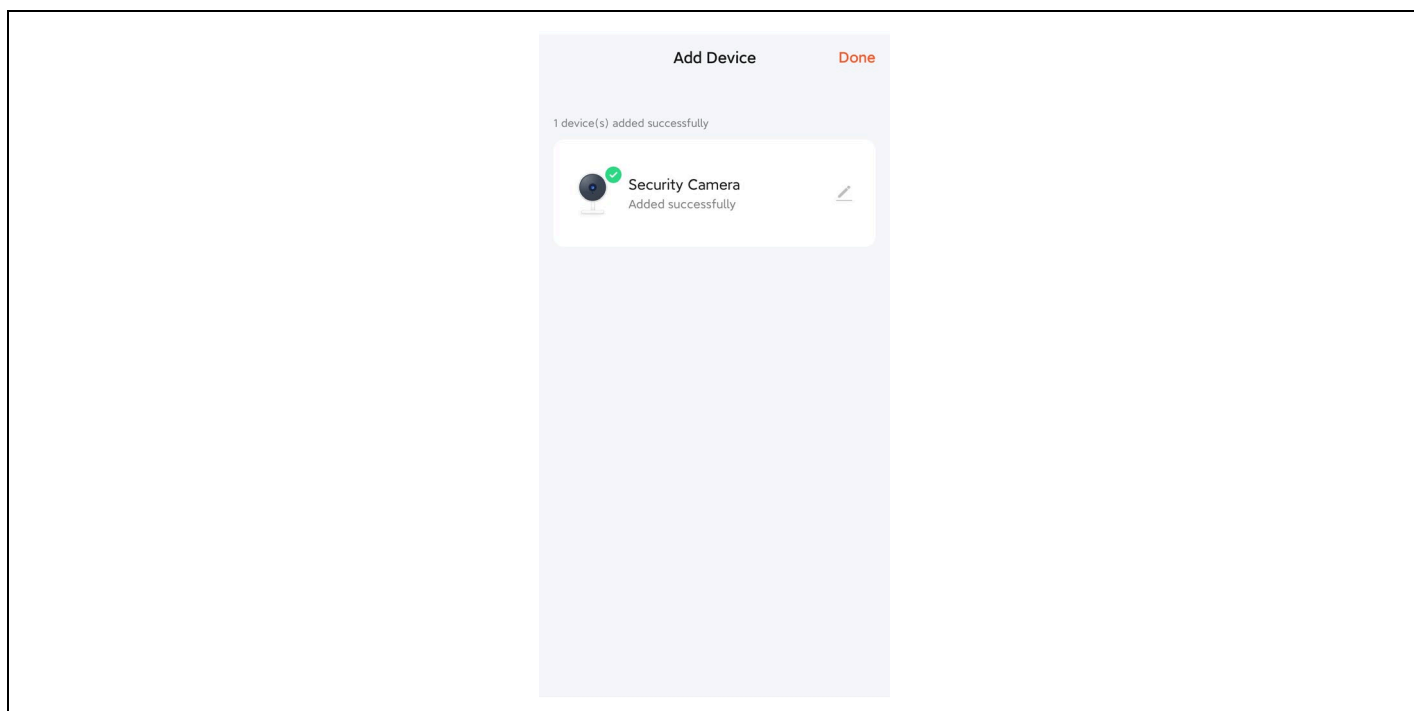 Add Device
Done
1 device(s) added successfully
Security Camera
Added successfully